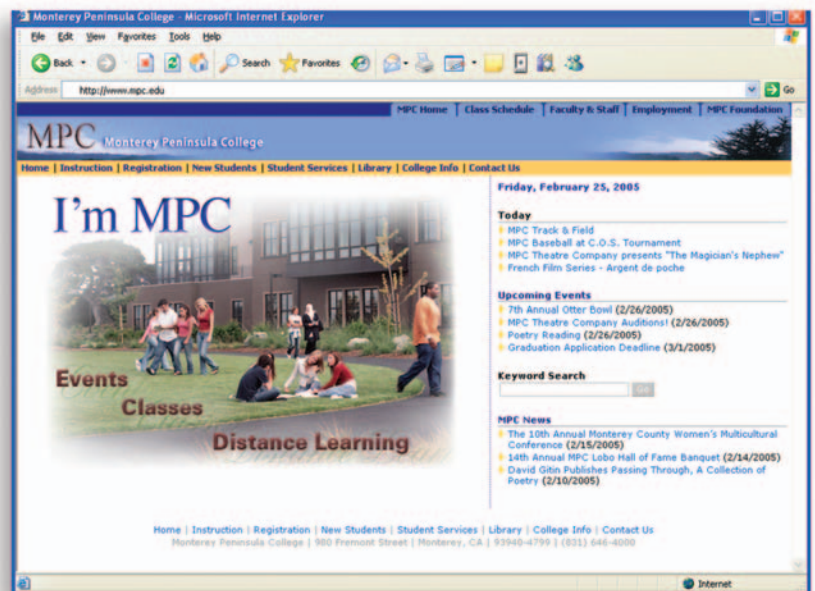 Monterey Peninsula College - Microsoft Internet Explorer
File Edit View Favorites Tools Help
Back Search Favorites
Address http://www.mpc.edu Go
MPC Home Class Schedule Faculty & Staff Employment MPC Foundation
MPC Monterey Peninsula College
Home | Instruction | Registration | New Students | Student Services | Library | College Info | Contact Us
I'm MPC
Events
Classes
Distance Learning
Friday, February 25, 2005
Today
MPC Track & Field
MPC Baseball at C.O.S. Tournament
MPC Theatre Company presents "The Magician's Nephew"
French Film Series - Argent de poche
Upcoming Events
7th Annual Otter Bowl (2/26/2005)
MPC Theatre Company Auditions! (2/26/2005)
Poetry Reading (2/26/2005)
Graduation Application Deadline (3/1/2005)
Keyword Search
Go
MPC News
The 10th Annual Monterey County Women's Multicultural
Conference (2/15/2005)
14th Annual MPC Lobo Hall of Fame Banquet (2/14/2005)
David Gitin Publishes Passing Through, A Collection of
Poetry (2/10/2005)
Home | Instruction | Registration | New Students | Student Services | Library | College Info | Contact Us
Monterey Peninsula College | 980 Fremont Street | Monterey, CA | 93940-4799 | (831) 646-4000
Internet